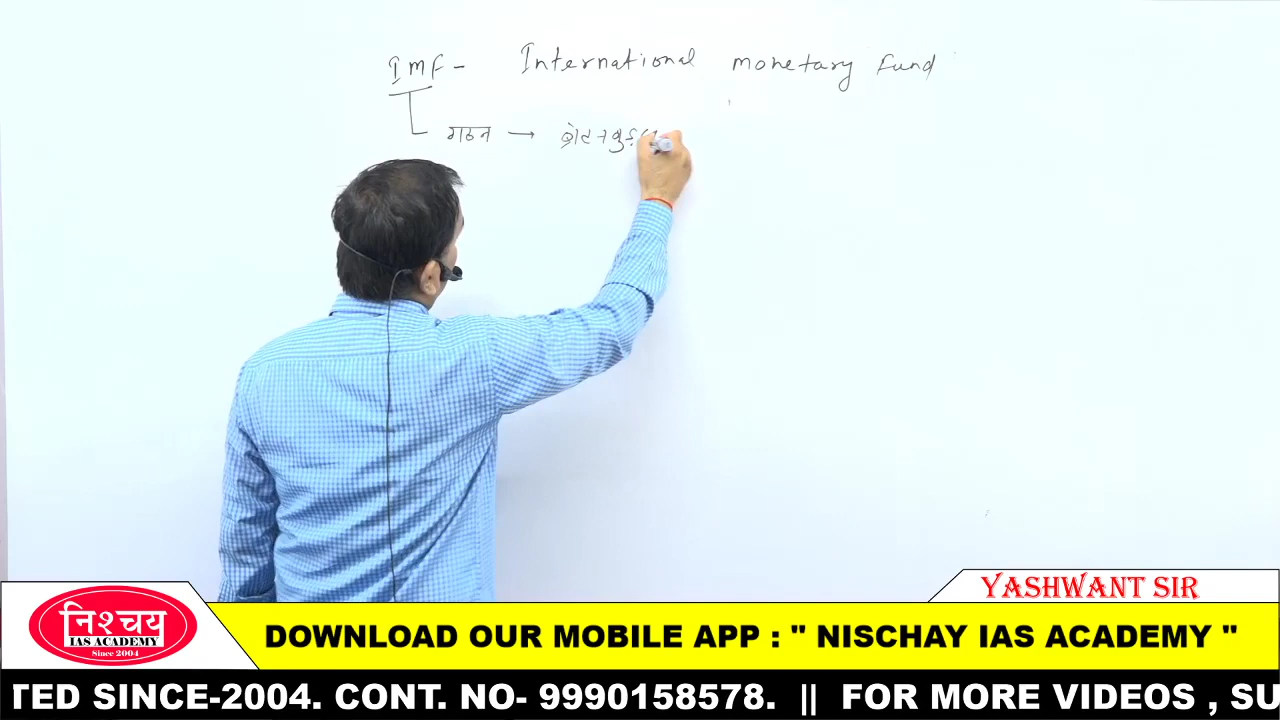 IMF - International monetary fund
गठन →
YASHWANT SIR
निश्चय
IAS ACADEMY
Since 2004
DOWNLOAD OUR MOBILE APP : " NISCHAY IAS ACADEMY "
TED SINCE-2004. CONT. NO- 9990158578. || FOR MORE VIDEOS , SU